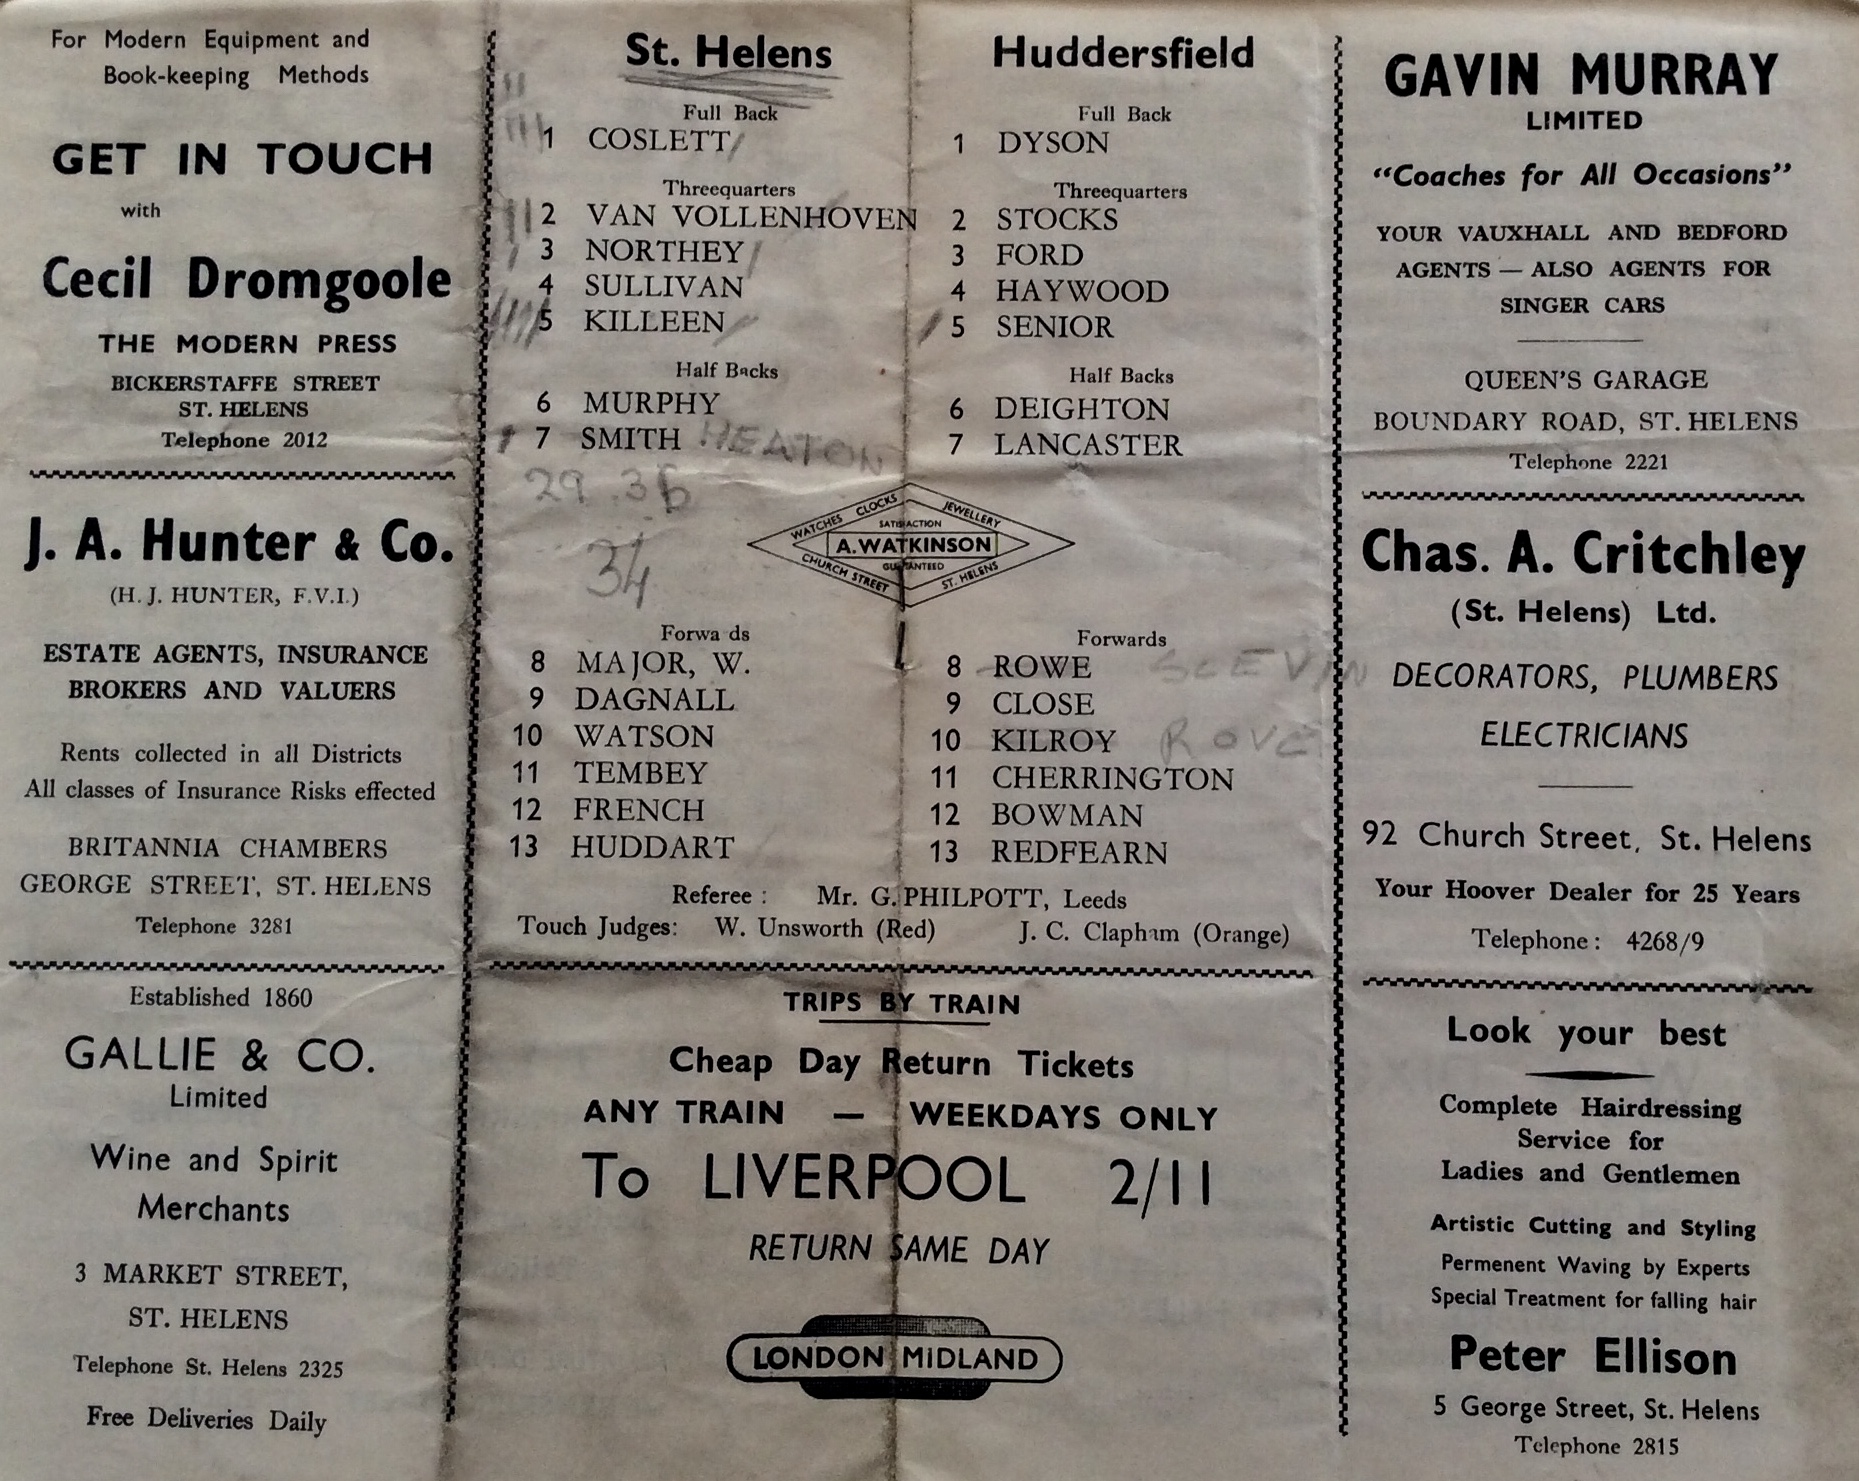 For Modern Equipment and
Book-keeping Methods
GET IN TOUCH
with
Cecil Dromgoole
THE MODERN PRESS
BICKERSTAFFE STREET
ST. HELENS
Telephone 2012
J. A. Hunter & Co.
(H. J. HUNTER, F.V.I.)
ESTATE AGENTS, INSURANCE
BROKERS AND VALUERS
Rents collected in all Districts
All classes of Insurance Risks effected
BRITANNIA CHAMBERS
GEORGE STREET, ST. HELENS
Telephone 3281
Established 1860
GALLIE & CO.
Limited
Wine and Spirit
Merchants
3 MARKET STREET,
ST. HELENS
Telephone St. Helens 2325
Free Deliveries Daily
St. Helens
Full Back
1 COSLETT
Threequarters
2 VAN VOLLENHOVEN
3 NORTHEY
4 SULLIVAN
5 KILLEEN
Half Backs
6 MURPHY
7 SMITH HEATON
29.36
34
Huddersfield
Full Back
1 DYSON
Threequarters
2 STOCKS
3 FORD
4 HAYWOOD
5 SENIOR
Half Backs
6 DEIGHTON
7 LANCASTER
WATCHES CLOCKS JEWELLERY
SATISFACTION
A. WATKINSON
GUARANTEED
CHURCH STREET ST. HELENS
Forwa ds
8 MAJOR, W.
9 DAGNALL
10 WATSON
11 TEMBEY
12 FRENCH
13 HUDDART
Forwards
8 ROWE SLEVIN
9 CLOSE
10 KILROY ROVE
11 CHERRINGTON
12 BOWMAN
13 REDFEARN
Referee : Mr. G. PHILPOTT, Leeds
Touch Judges: W. Unsworth (Red) J. C. Clapham (Orange)
TRIPS BY TRAIN
Cheap Day Return Tickets
ANY TRAIN — WEEKDAYS ONLY
To LIVERPOOL 2/11
RETURN SAME DAY
LONDON MIDLAND
GAVIN MURRAY
LIMITED
"Coaches for All Occasions"
YOUR VAUXHALL AND BEDFORD
AGENTS — ALSO AGENTS FOR
SINGER CARS
QUEEN'S GARAGE
BOUNDARY ROAD, ST. HELENS
Telephone 2221
Chas. A. Critchley
(St. Helens) Ltd.
DECORATORS, PLUMBERS
ELECTRICIANS
92 Church Street, St. Helens
Your Hoover Dealer for 25 Years
Telephone : 4268/9
Look your best
Complete Hairdressing
Service for
Ladies and Gentlemen
Artistic Cutting and Styling
Permenent Waving by Experts
Special Treatment for falling hair
Peter Ellison
5 George Street, St. Helens
Telephone 2815